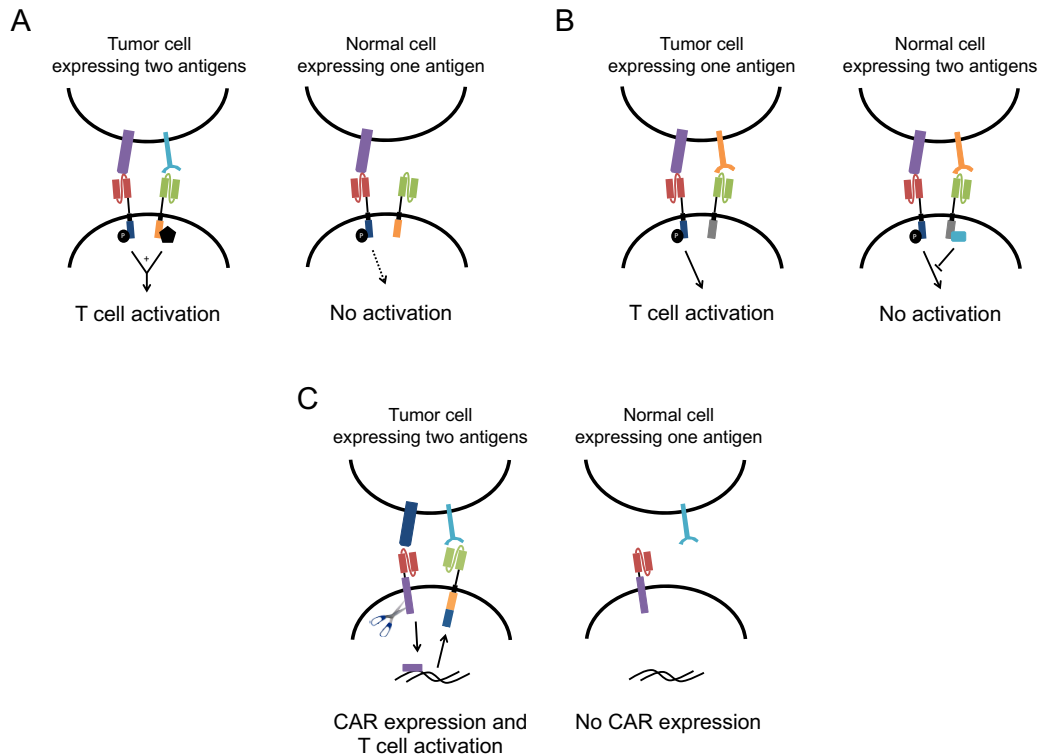 A
Tumor cell
expressing two antigens
Normal cell
expressing one antigen
P
+
P
T cell activation
No activation
B
Tumor cell
expressing one antigen
Normal cell
expressing two antigens
P
P
T cell activation
No activation
C
Tumor cell
expressing two antigens
Normal cell
expressing one antigen
CAR expression and
T cell activation
No CAR expression